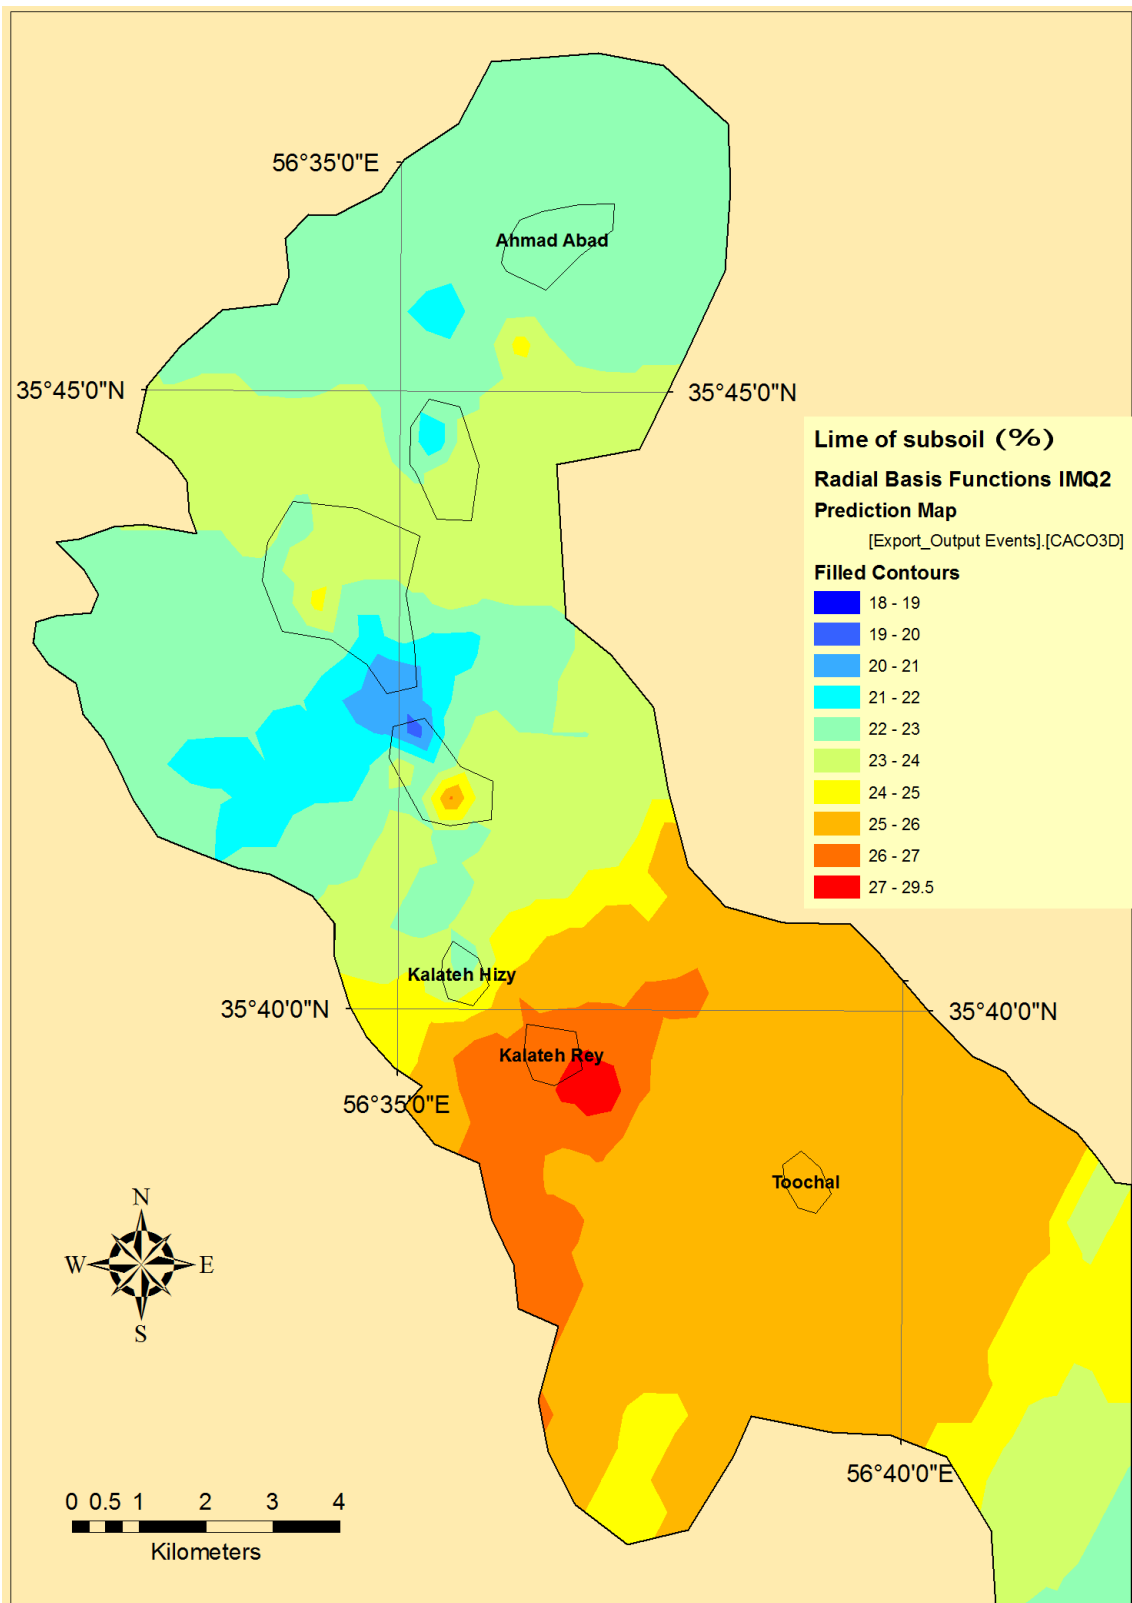 56°35'0"E
Ahmad Abad
35°45'0"N
35°45'0"N
Lime of subsoil (%)
Radial Basis Functions IMQ2
Prediction Map
[Export_Output Events].[CACO3D]
Filled Contours
18 - 19
19 - 20
20 - 21
21 - 22
22 - 23
23 - 24
24 - 25
25 - 26
26 - 27
27 - 29.5
Kalateh Hizy
35°40'0"N
35°40'0"N
Kalateh Rey
56°35'0"E
Toochal
N
W E
S
56°40'0"E
0 0.5 1 2 3 4
Kilometers